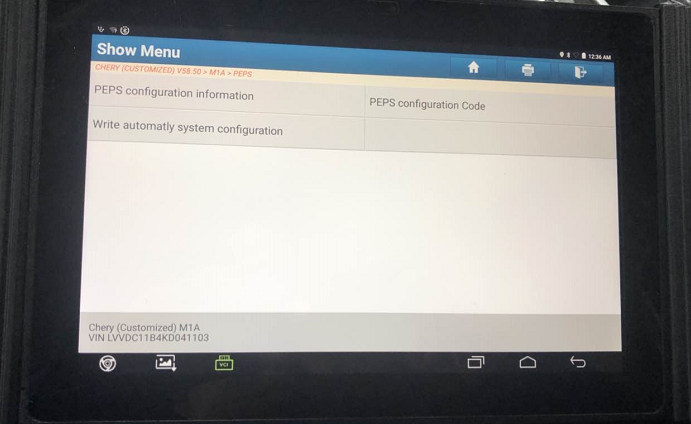 Show Menu
12:36 AM
CHERY (CUSTOMIZED) V58.50 > M1A > PEPS
PEPS configuration information
PEPS configuration Code
Write automatly system configuration
Chery (Customized) M1A
VIN LVVDC11B4KD041103
VCI